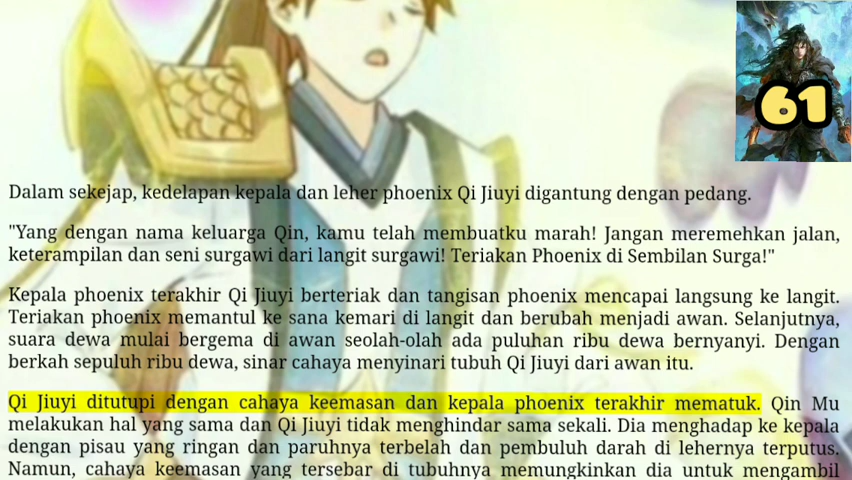 61
Dalam sekejap, kedelapan kepala dan leher phoenix Qi Jiuyi digantung dengan pedang.
"Yang dengan nama keluarga Qin, kamu telah membuatku marah! Jangan meremehkan jalan,
keterampilan dan seni surgawi dari langit surgawi! Teriakan Phoenix di Sembilan Surga!"
Kepala phoenix terakhir Qi Jiuyi berteriak dan tangisan phoenix mencapai langsung ke langit.
Teriakan phoenix memantul ke sana kemari di langit dan berubah menjadi awan. Selanjutnya,
suara dewa mulai bergema di awan seolah-olah ada puluhan ribu dewa bernyanyi. Dengan
berkah sepuluh ribu dewa, sinar cahaya menyinari tubuh Qi Jiuyi dari awan itu.
Qi Jiuyi ditutupi dengan cahaya keemasan dan kepala phoenix terakhir mematuk. Qin Mu
melakukan hal yang sama dan Qi Jiuyi tidak menghindar sama sekali. Dia menghadap ke kepala
dengan pisau yang ringan dan paruhnya terbelah dan pembuluh darah di lehernya terputus.
Namun, cahaya keemasan yang tersebar di tubuhnya memungkinkan dia untuk mengambil